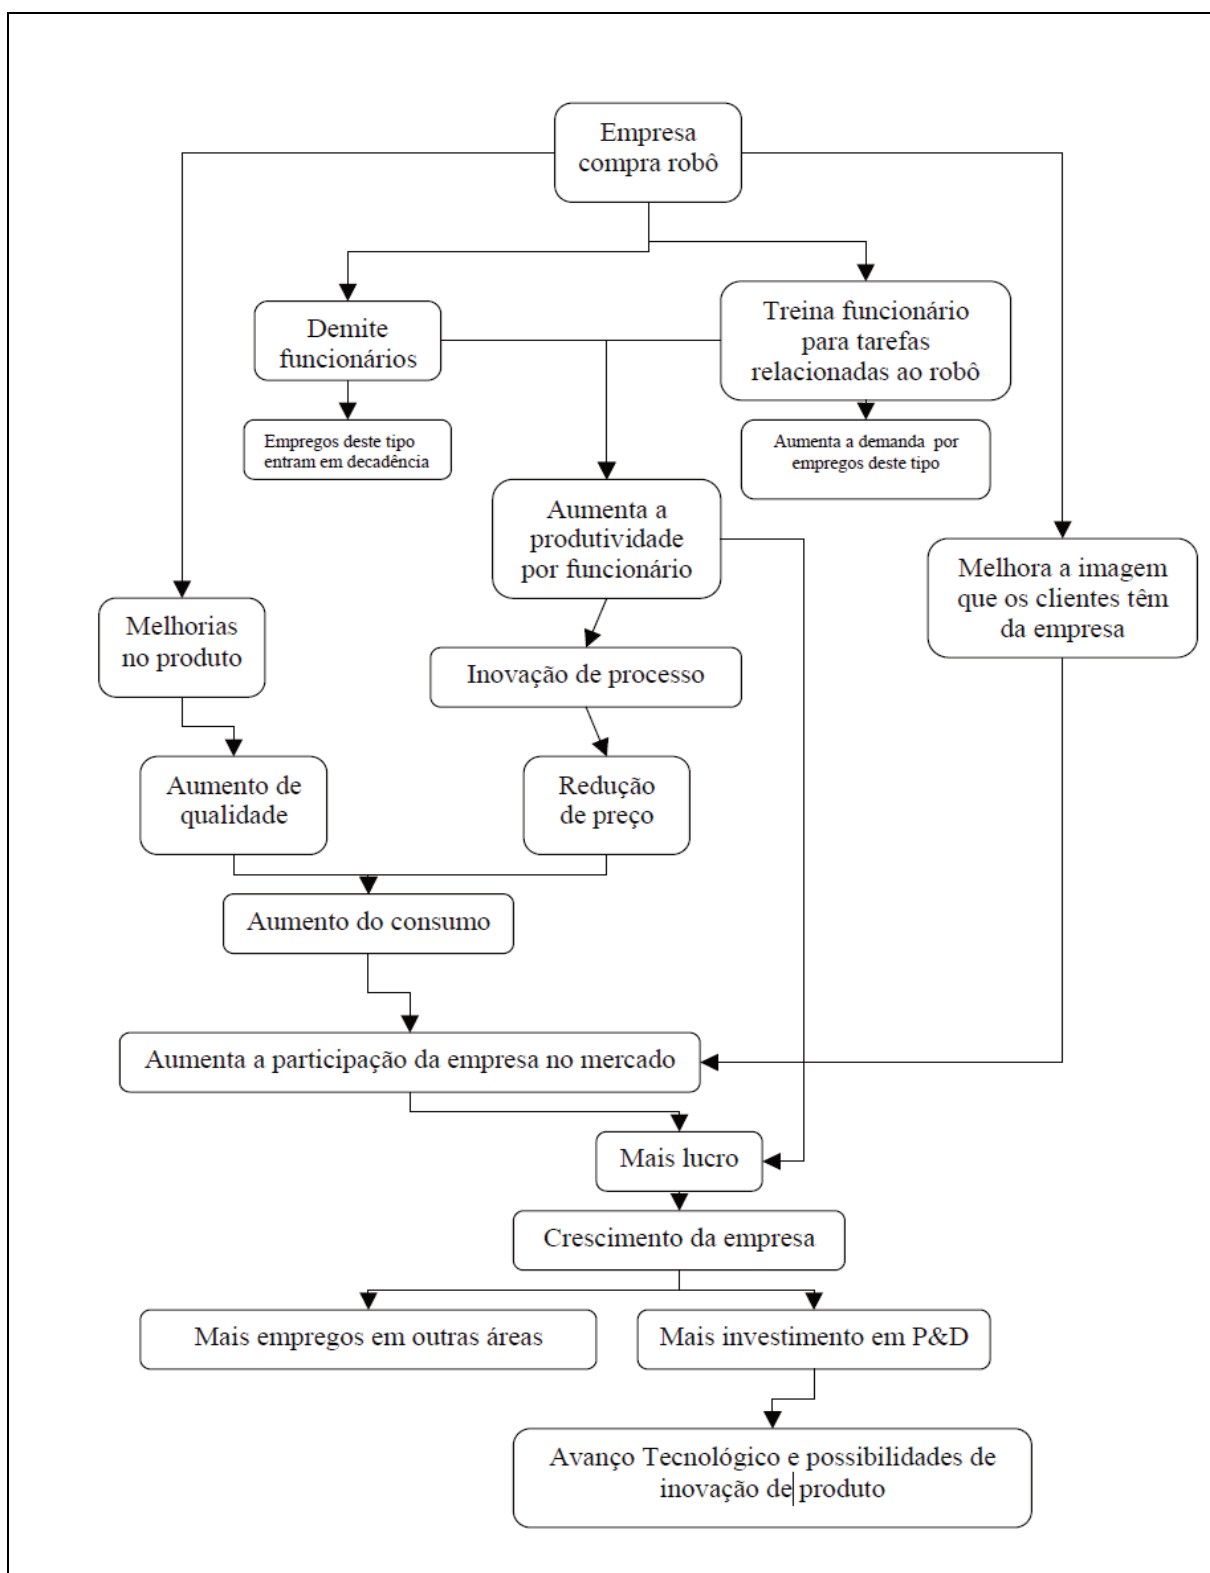 Empresa
compra robô
Demite
funcionários
Treina funcionário
para tarefas
relacionadas ao robô
Empregos deste tipo
entram em decadência
Aumenta a demanda por
empregos deste tipo
Aumenta a
produtividade
por funcionário
Melhora a imagem
que os clientes têm
da empresa
Melhorias
no produto
Inovação de processo
Aumento de
qualidade
Redução
de preço
Aumento do consumo
Aumenta a participação da empresa no mercado
Mais lucro
Crescimento da empresa
Mais empregos em outras áreas
Mais investimento em P&D
Avanço Tecnológico e possibilidades de
inovação de produto